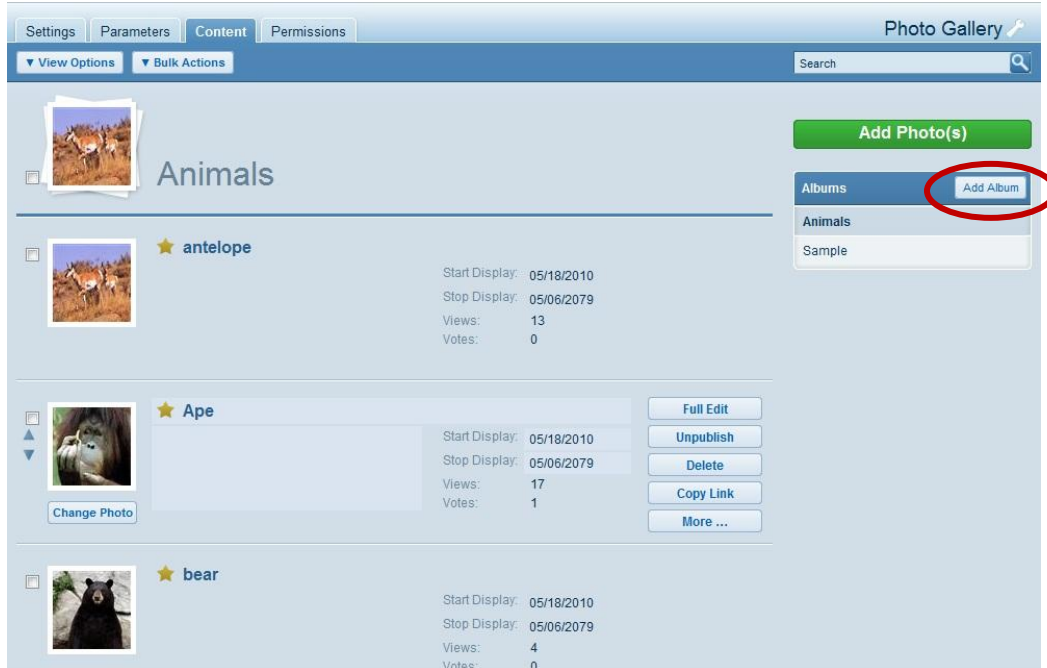 Settings Parameters Content Permissions Photo Gallery
▼ View Options ▼ Bulk Actions Search
Add Photo(s)
Animals
Albums Add Album
Animals
Sample
antelope
Start Display: 05/18/2010
Stop Display: 05/06/2079
Views: 13
Votes: 0
Ape Full Edit
Start Display: 05/18/2010 Unpublish
Stop Display: 05/06/2079 Delete
Views: 17 Copy Link
Votes: 1
Change Photo More ...
bear
Start Display: 05/18/2010
Stop Display: 05/06/2079
Views: 4
Votes: 0